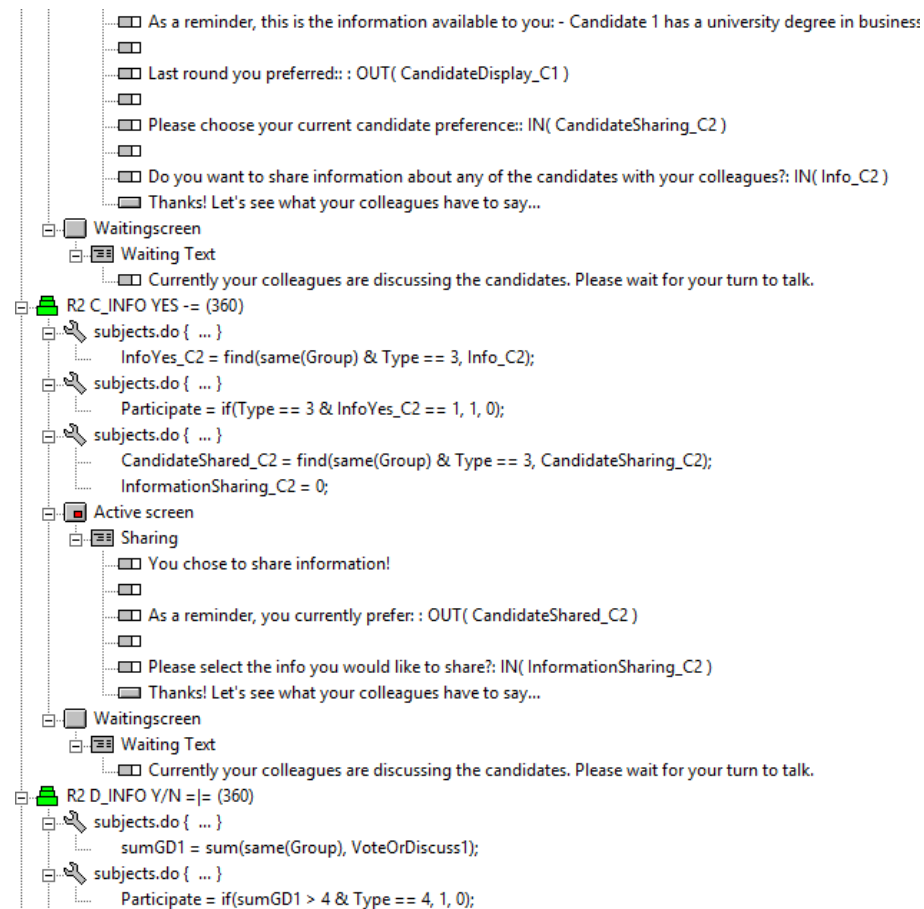 As a reminder, this is the information available to you: - Candidate 1 has a university degree in business
Last round you preferred:: : OUT( CandidateDisplay_C1 )
Please choose your current candidate preference:: IN( CandidateSharing_C2 )
Do you want to share information about any of the candidates with your colleagues?: IN( Info_C2 )
Thanks! Let's see what your colleagues have to say...
Waitingscreen
Waiting Text
Currently your colleagues are discussing the candidates. Please wait for your turn to talk.
R2 C_INFO YES -= (360)
subjects.do { ... }
InfoYes_C2 = find(same(Group) & Type == 3, Info_C2);
subjects.do { ... }
Participate = if(Type == 3 & InfoYes_C2 == 1, 1, 0);
subjects.do { ... }
CandidateShared_C2 = find(same(Group) & Type == 3, CandidateSharing_C2);
InformationSharing_C2 = 0;
Active screen
Sharing
You chose to share information!
As a reminder, you currently prefer: : OUT( CandidateShared_C2 )
Please select the info you would like to share?: IN( InformationSharing_C2 )
Thanks! Let's see what your colleagues have to say...
Waitingscreen
Waiting Text
Currently your colleagues are discussing the candidates. Please wait for your turn to talk.
R2 D_INFO Y/N =|= (360)
subjects.do { ... }
sumGD1 = sum(same(Group), VoteOrDiscuss1);
subjects.do { ... }
Participate = if(sumGD1 > 4 & Type == 4, 1, 0);